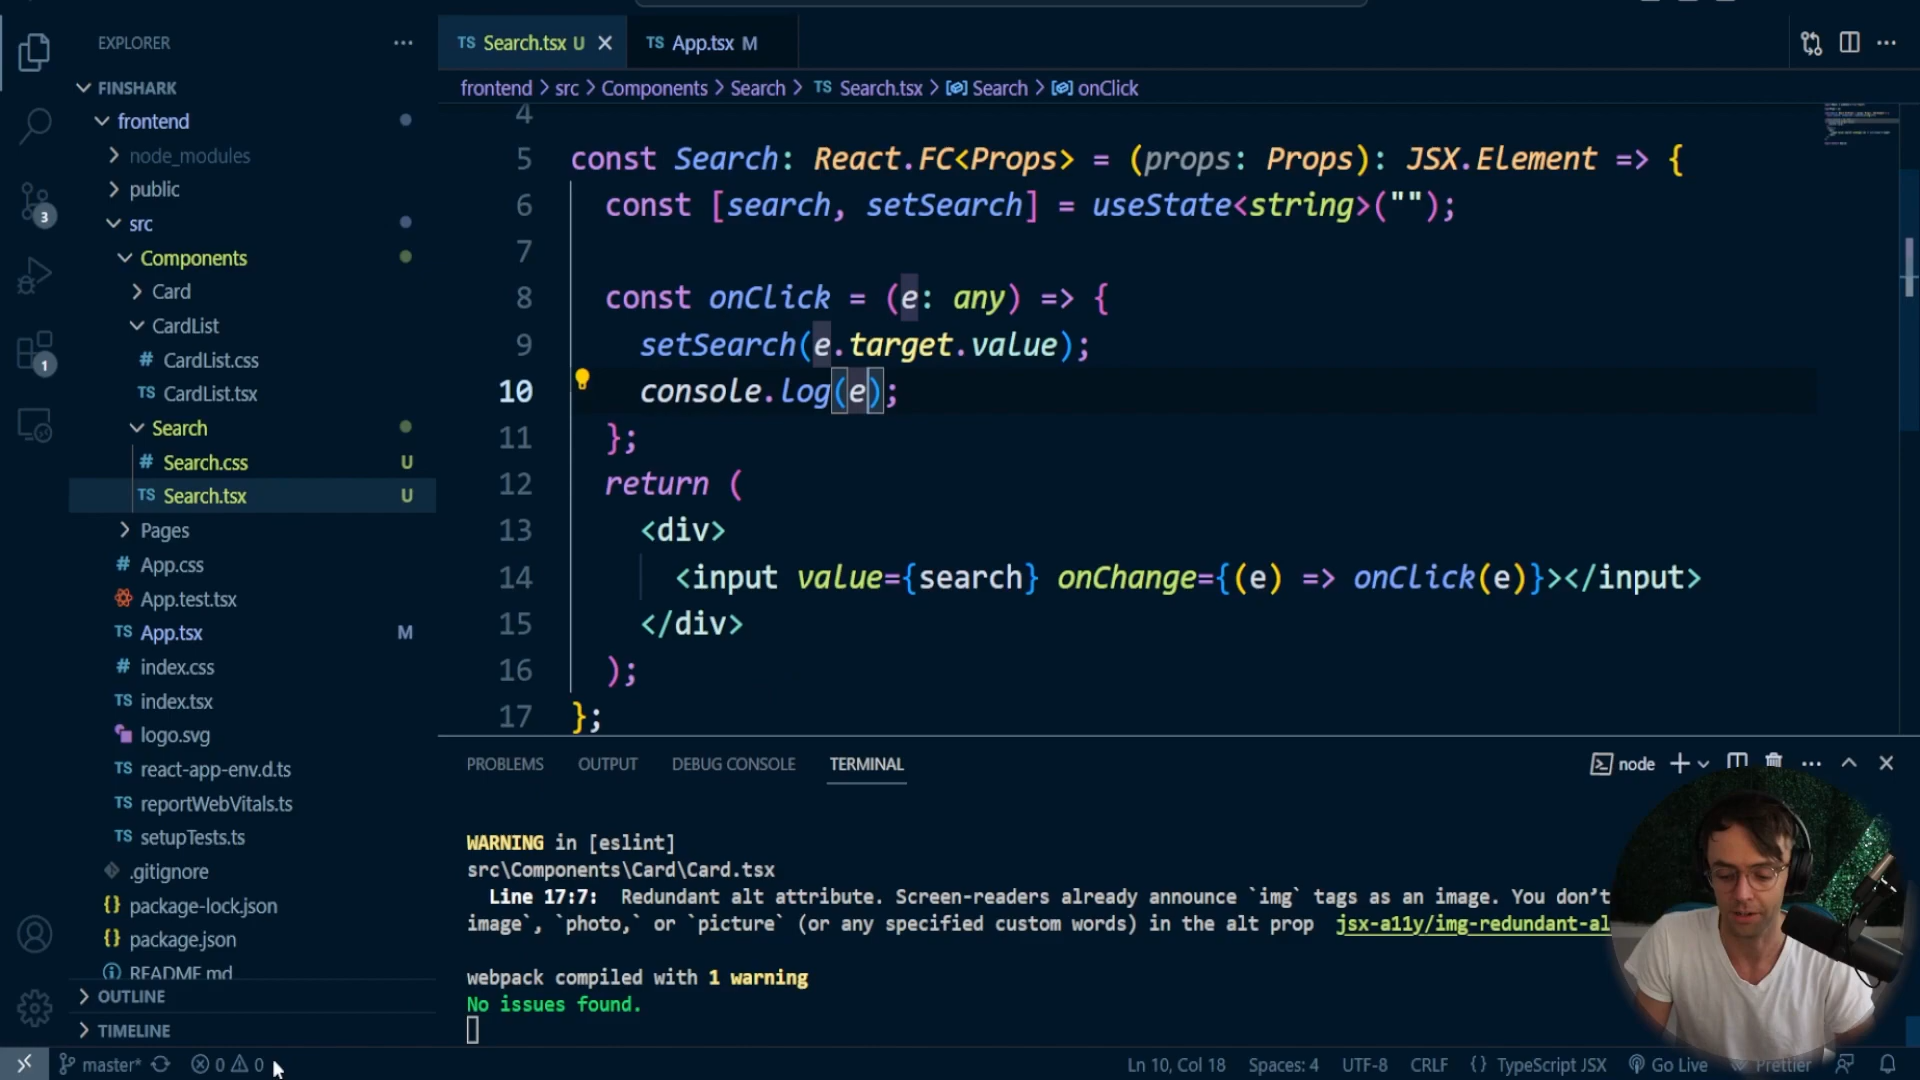 EXPLORER
FINSHARK
frontend
node_modules
public
src
Components
Card
CardList
# CardList.css
TS CardList.tsx
Search
# Search.css U
TS Search.tsx U
Pages
# App.css
App.test.tsx
TS App.tsx M
# index.css
TS index.tsx
logo.svg
TS react-app-env.d.ts
TS reportWebVitals.ts
TS setupTests.ts
.gitignore
{} package-lock.json
{} package.json
README.md
OUTLINE
TIMELINE
3
1
TS Search.tsx U
TS App.tsx M
frontend > src > Components > Search > TS Search.tsx > Search > onClick
4
5 const Search: React.FC<Props> = (props: Props): JSX.Element => {
6 const [search, setSearch] = useState<string>("");
7
8 const onClick = (e: any) => {
9 setSearch(e.target.value);
10 console.log(e);
11 };
12 return (
13 <div>
14 <input value={search} onChange={(e) => onClick(e)}></input>
15 </div>
16 );
17 };
PROBLEMS OUTPUT DEBUG CONSOLE TERMINAL
node
WARNING in [eslint]
src\Components\Card\Card.tsx
Line 17:7: Redundant alt attribute. Screen-readers already announce `img` tags as an image. You don't
image`, `photo,` or `picture` (or any specified custom words) in the alt prop jsx-a11y/img-redundant-al
webpack compiled with 1 warning
No issues found.
master* 0 0
Ln 10, Col 18 Spaces: 4 UTF-8 CRLF {} TypeScript JSX Go Live Prettier